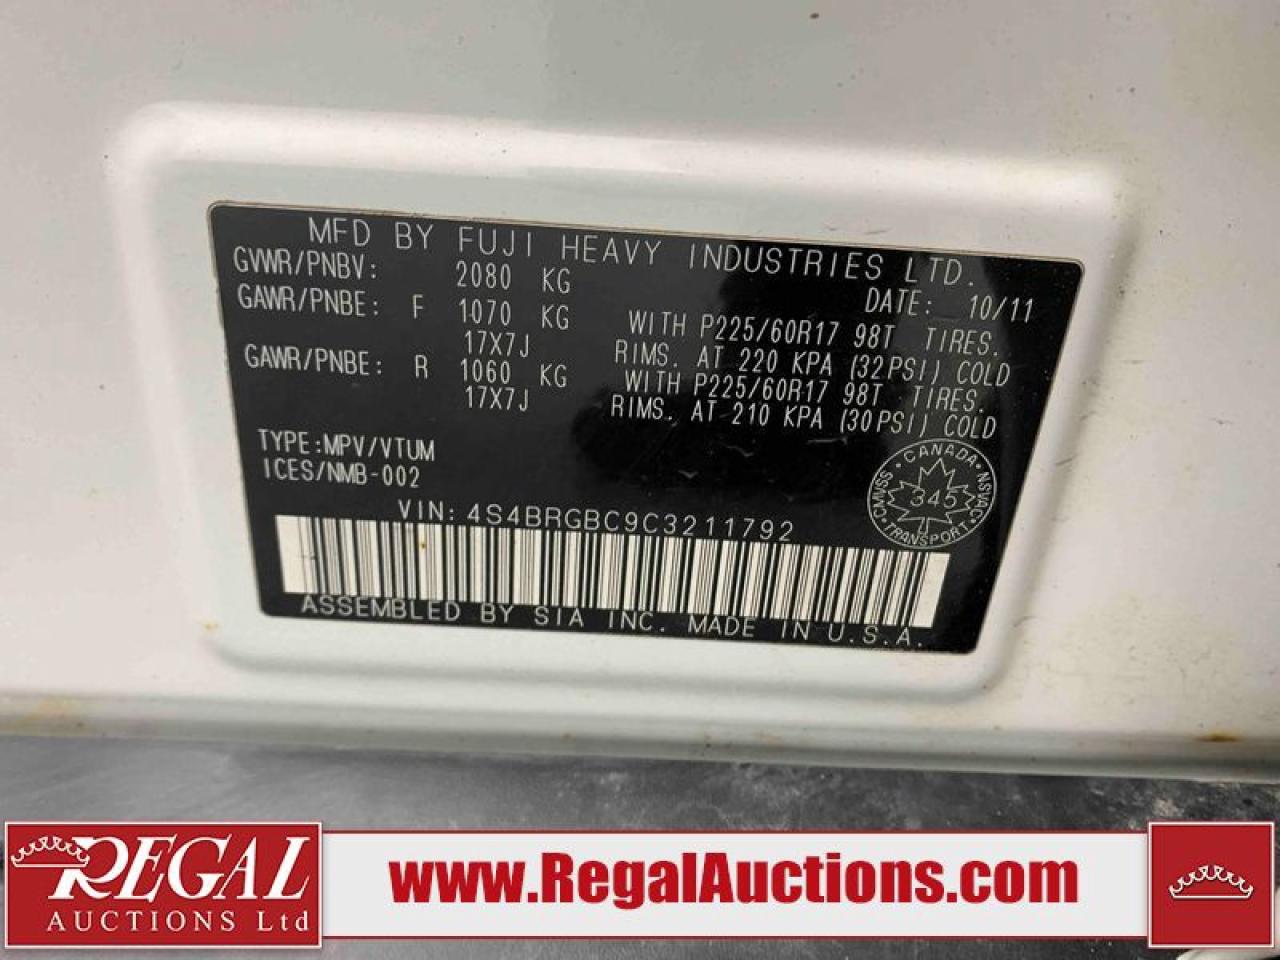 MFD BY FUJI HEAVY INDUSTRIES LTD.
GVWR/PNBV: 2080 KG DATE: 10/11
GAWR/PNBE: F 1070 KG WITH P225/60R17 98T TIRES.
17X7J RIMS. AT 220 KPA (32PSI) COLD
GAWR/PNBE: R 1060 KG WITH P225/60R17 98T TIRES.
17X7J RIMS. AT 210 KPA (30PSI) COLD
TYPE:MPV/VTUM
ICES/NMB-002
CANADA
CMVSS 345 NSVAC
TRANSPORT
VIN: 4S4BRGBC9C3211792
ASSEMBLED BY SIA INC. MADE IN U.S.A.
REGAL
AUCTIONS Ltd
www.RegalAuctions.com